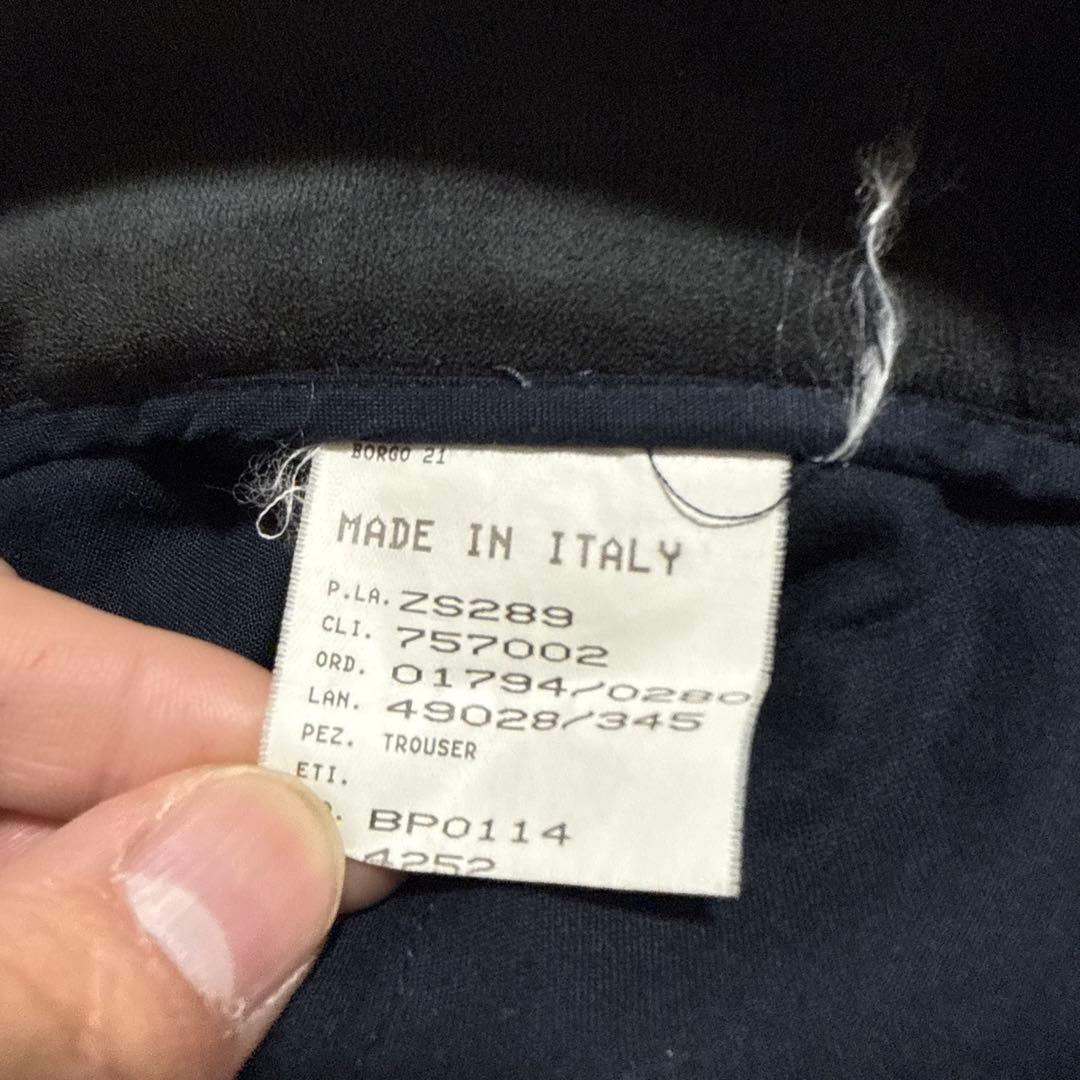 BORGO 21
MADE IN ITALY
P.LA. ZS289
CLI. 757002
ORD. 01794/0280
LAN. 49028/345
PEZ. TROUSER
ETI.
BP0114
4252